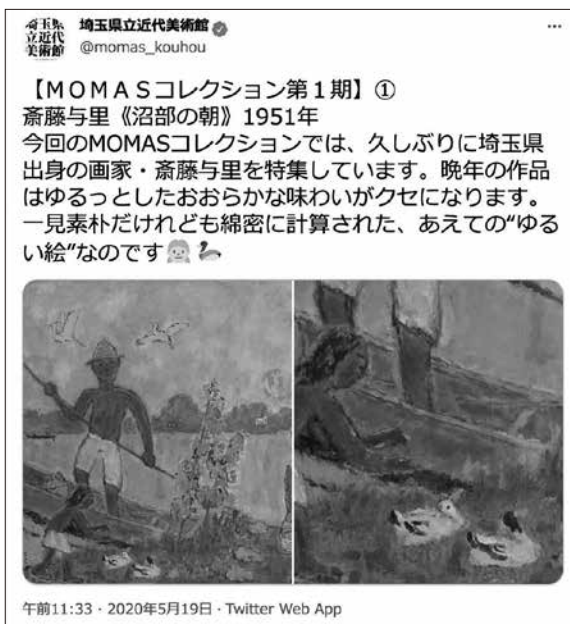 埼玉県
立近代
美術館
埼玉県立近代美術館
@momas_kouhou
【ＭＯＭＡＳコレクション第１期】①
斎藤与里《沼部の朝》1951年
今回のMOMASコレクションでは、久しぶりに埼玉県
出身の画家・斎藤与里を特集しています。晩年の作品
はゆるっとしたおおらかな味わいがクセになります。
一見素朴だけれども綿密に計算された、あえての“ゆる
い絵”なのです👧🦆
午前11:33 · 2020年5月19日 · Twitter Web App